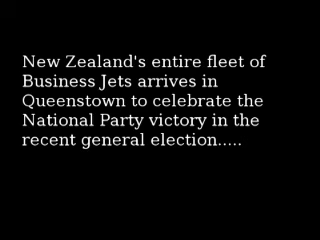 New Zealand's entire fleet of
Business Jets arrives in
Queenstown to celebrate the
National Party victory in the
recent general election.....